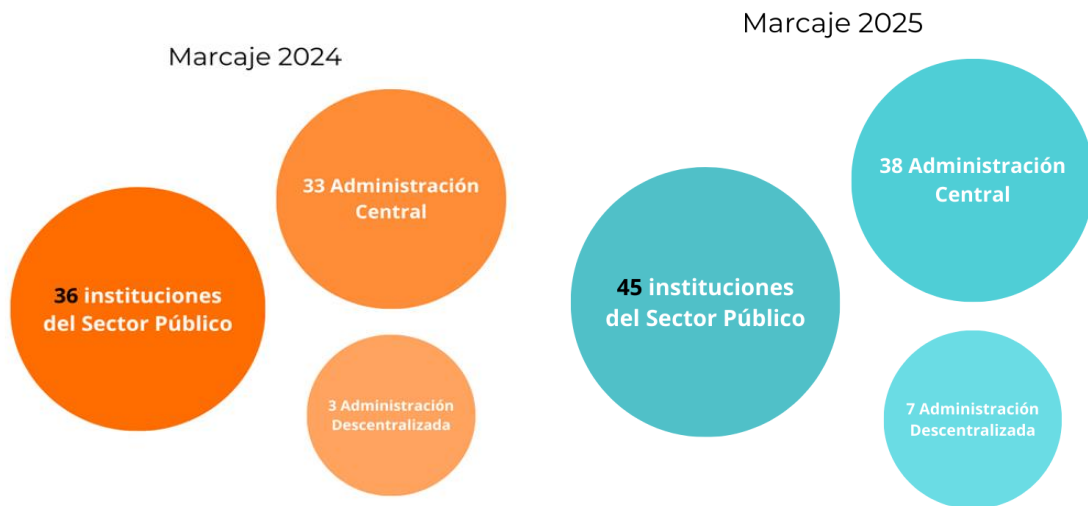 Marcaje 2024
33 Administración
Central
36 instituciones
del Sector Público
3 Administración
Descentralizada
Marcaje 2025
38 Administración
Central
45 instituciones
del Sector Público
7 Administración
Descentralizada